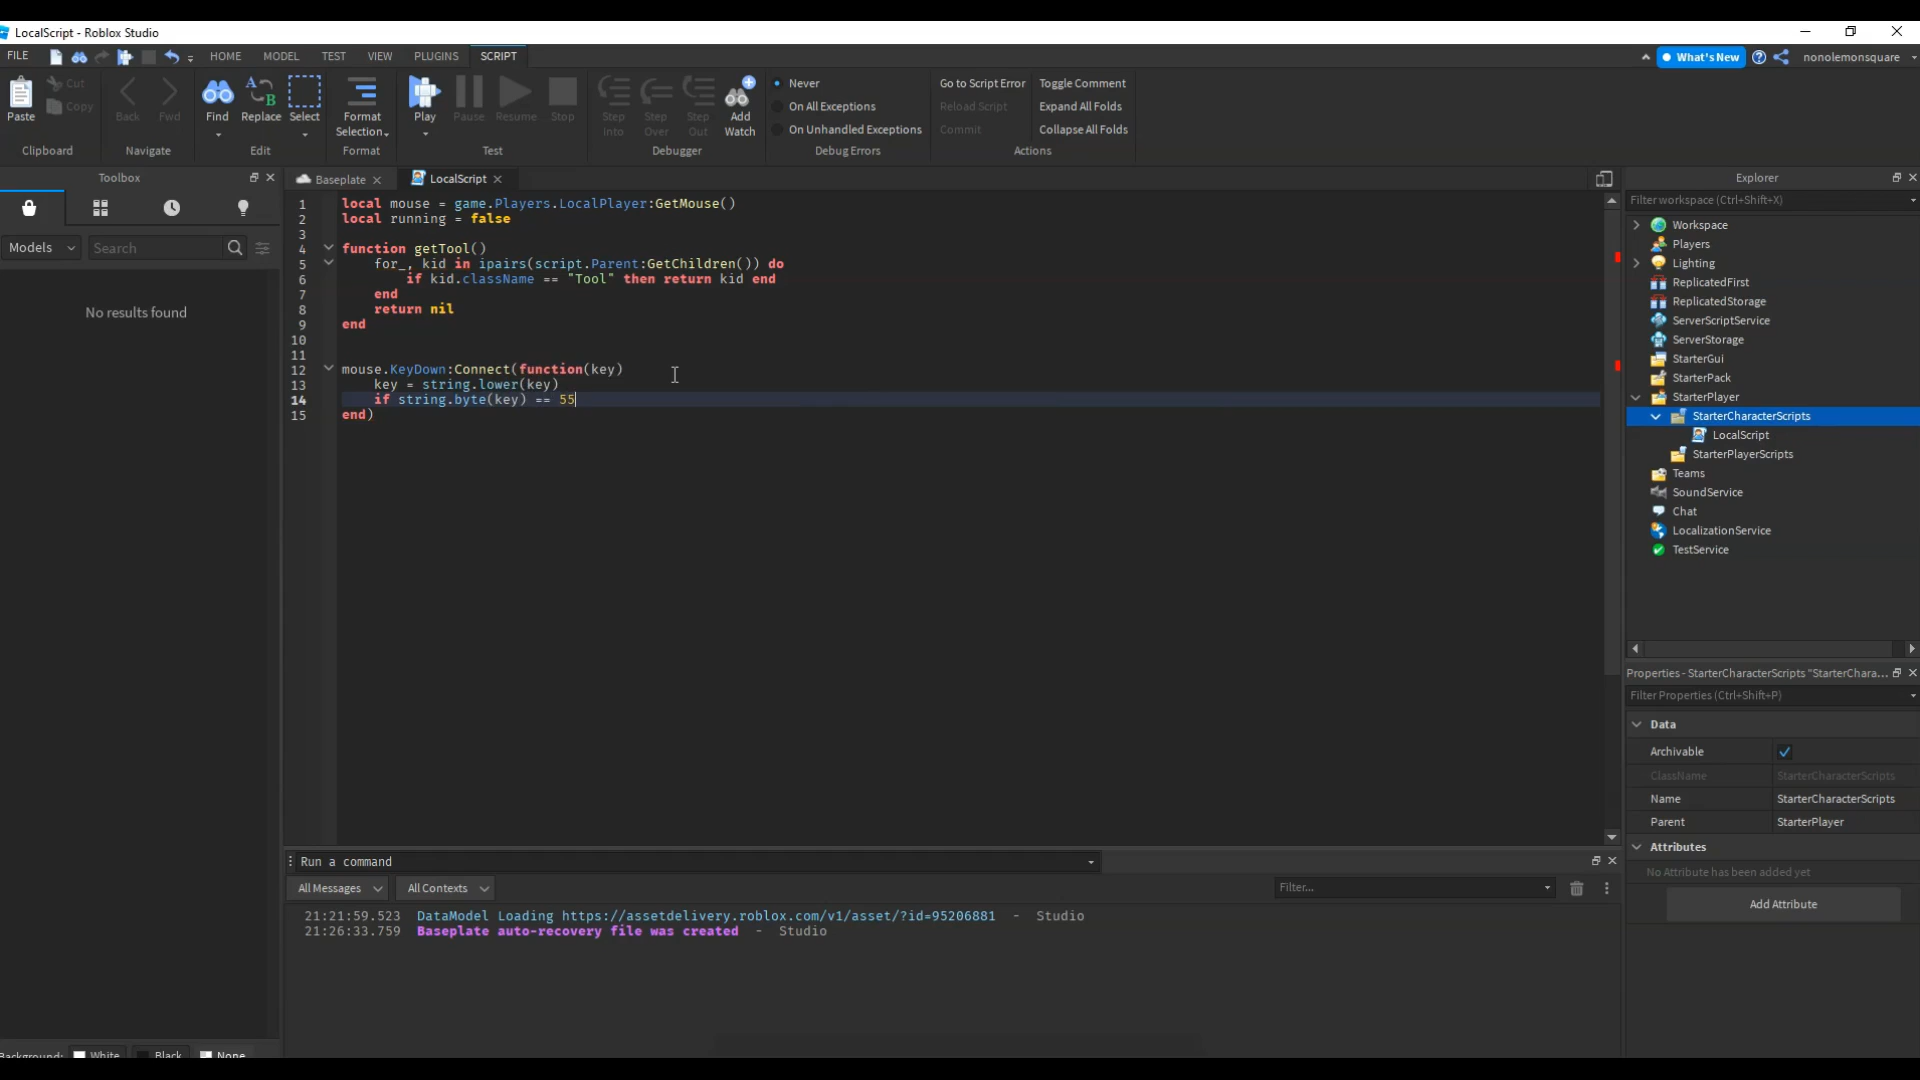 LocalScript - Roblox Studio
FILE HOME MODEL TEST VIEW PLUGINS SCRIPT What's New nonolemonsquare
Paste Cut Copy Back Fwd Find Replace Select Format Selection Play Pause Resume Stop Step Into Step Over Step Out Add Watch
Never
On All Exceptions
On Unhandled Exceptions
Go to Script Error
Reload Script
Commit
Toggle Comment
Expand All Folds
Collapse All Folds
Clipboard Navigate Edit Format Test Debugger Debug Errors Actions
Toolbox
Models Search
No results found
Background: White Black None
Baseplate LocalScript
1 local mouse = game.Players.LocalPlayer:GetMouse()
2 local running = false
3
4 function getTool()
5 for_, kid in ipairs(script.Parent:GetChildren()) do
6 if kid.className == "Tool" then return kid end
7 end
8 return nil
9 end
10
11
12 mouse.KeyDown:Connect(function(key)
13 key = string.lower(key)
14 if string.byte(key) == 55
15 end)
Run a command
All Messages All Contexts Filter...
21:21:59.523 DataModel Loading https://assetdelivery.roblox.com/v1/asset/?id=95206881 - Studio
21:26:33.759 Baseplate auto-recovery file was created - Studio
Explorer
Filter workspace (Ctrl+Shift+X)
Workspace
Players
Lighting
ReplicatedFirst
ReplicatedStorage
ServerScriptService
ServerStorage
StarterGui
StarterPack
StarterPlayer
StarterCharacterScripts
LocalScript
StarterPlayerScripts
Teams
SoundService
Chat
LocalizationService
TestService
Properties - StarterCharacterScripts "StarterChara...
Filter Properties (Ctrl+Shift+P)
Data
Archivable
ClassName StarterCharacterScripts
Name StarterCharacterScripts
Parent StarterPlayer
Attributes
No Attribute has been added yet
Add Attribute